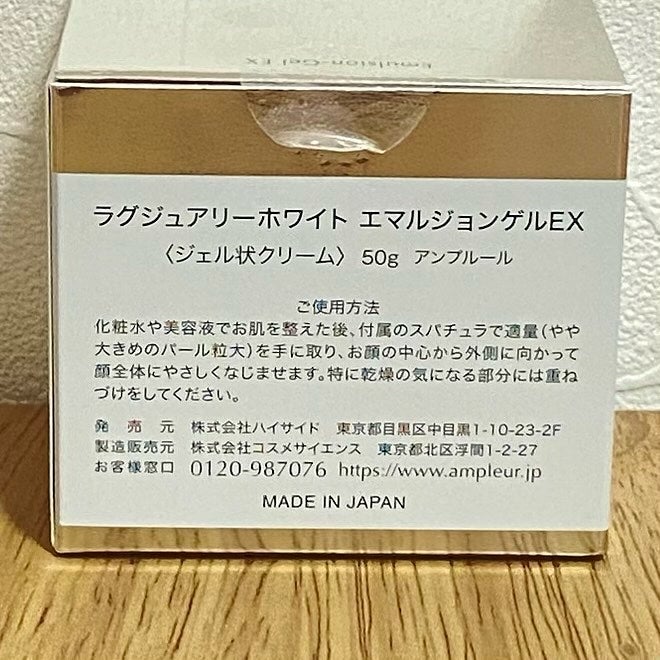 Emulsion-Gel EX
ラグジュアリーホワイト エマルジョンゲルEX
〈ジェル状クリーム〉 50g アンプルール
ご使用方法
化粧水や美容液でお肌を整えた後、付属のスパチュラで適量(やや
大きめのパール粒大)を手に取り、お顔の中心から外側に向かって
顔全体にやさしくなじませます。特に乾燥の気になる部分には重ね
づけをしてください。
発売元 株式会社ハイサイド 東京都目黒区中目黒1-10-23-2F
製造販売元 株式会社コスメサイエンス 東京都北区浮間1-2-27
お客様窓口 0120-987076 https://www.ampleur.jp
MADE IN JAPAN